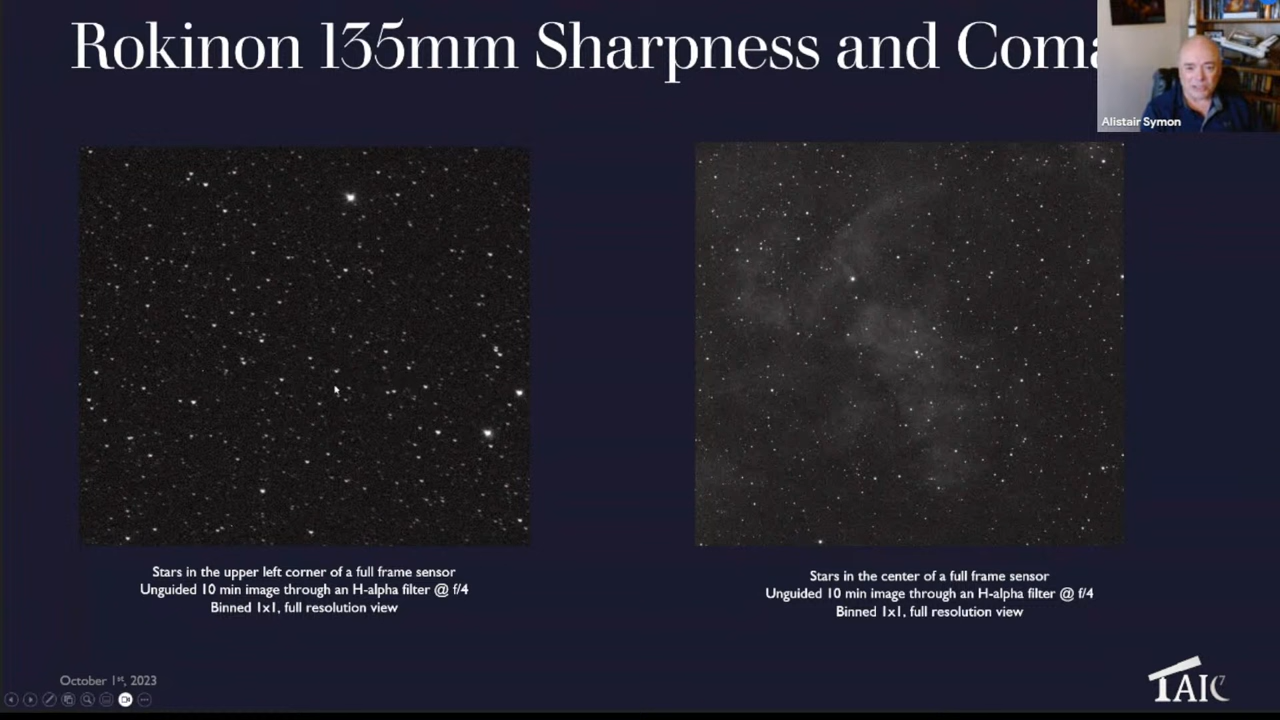 Rokinon 135mm Sharpness and Coma
Alistair Symon
Stars in the upper left corner of a full frame sensor
Unguided 10 min image through an H-alpha filter @ f/4
Binned 1x1, full resolution view
Stars in the center of a full frame sensor
Unguided 10 min image through an H-alpha filter @ f/4
Binned 1x1, full resolution view
October 1st, 2023
TAIC